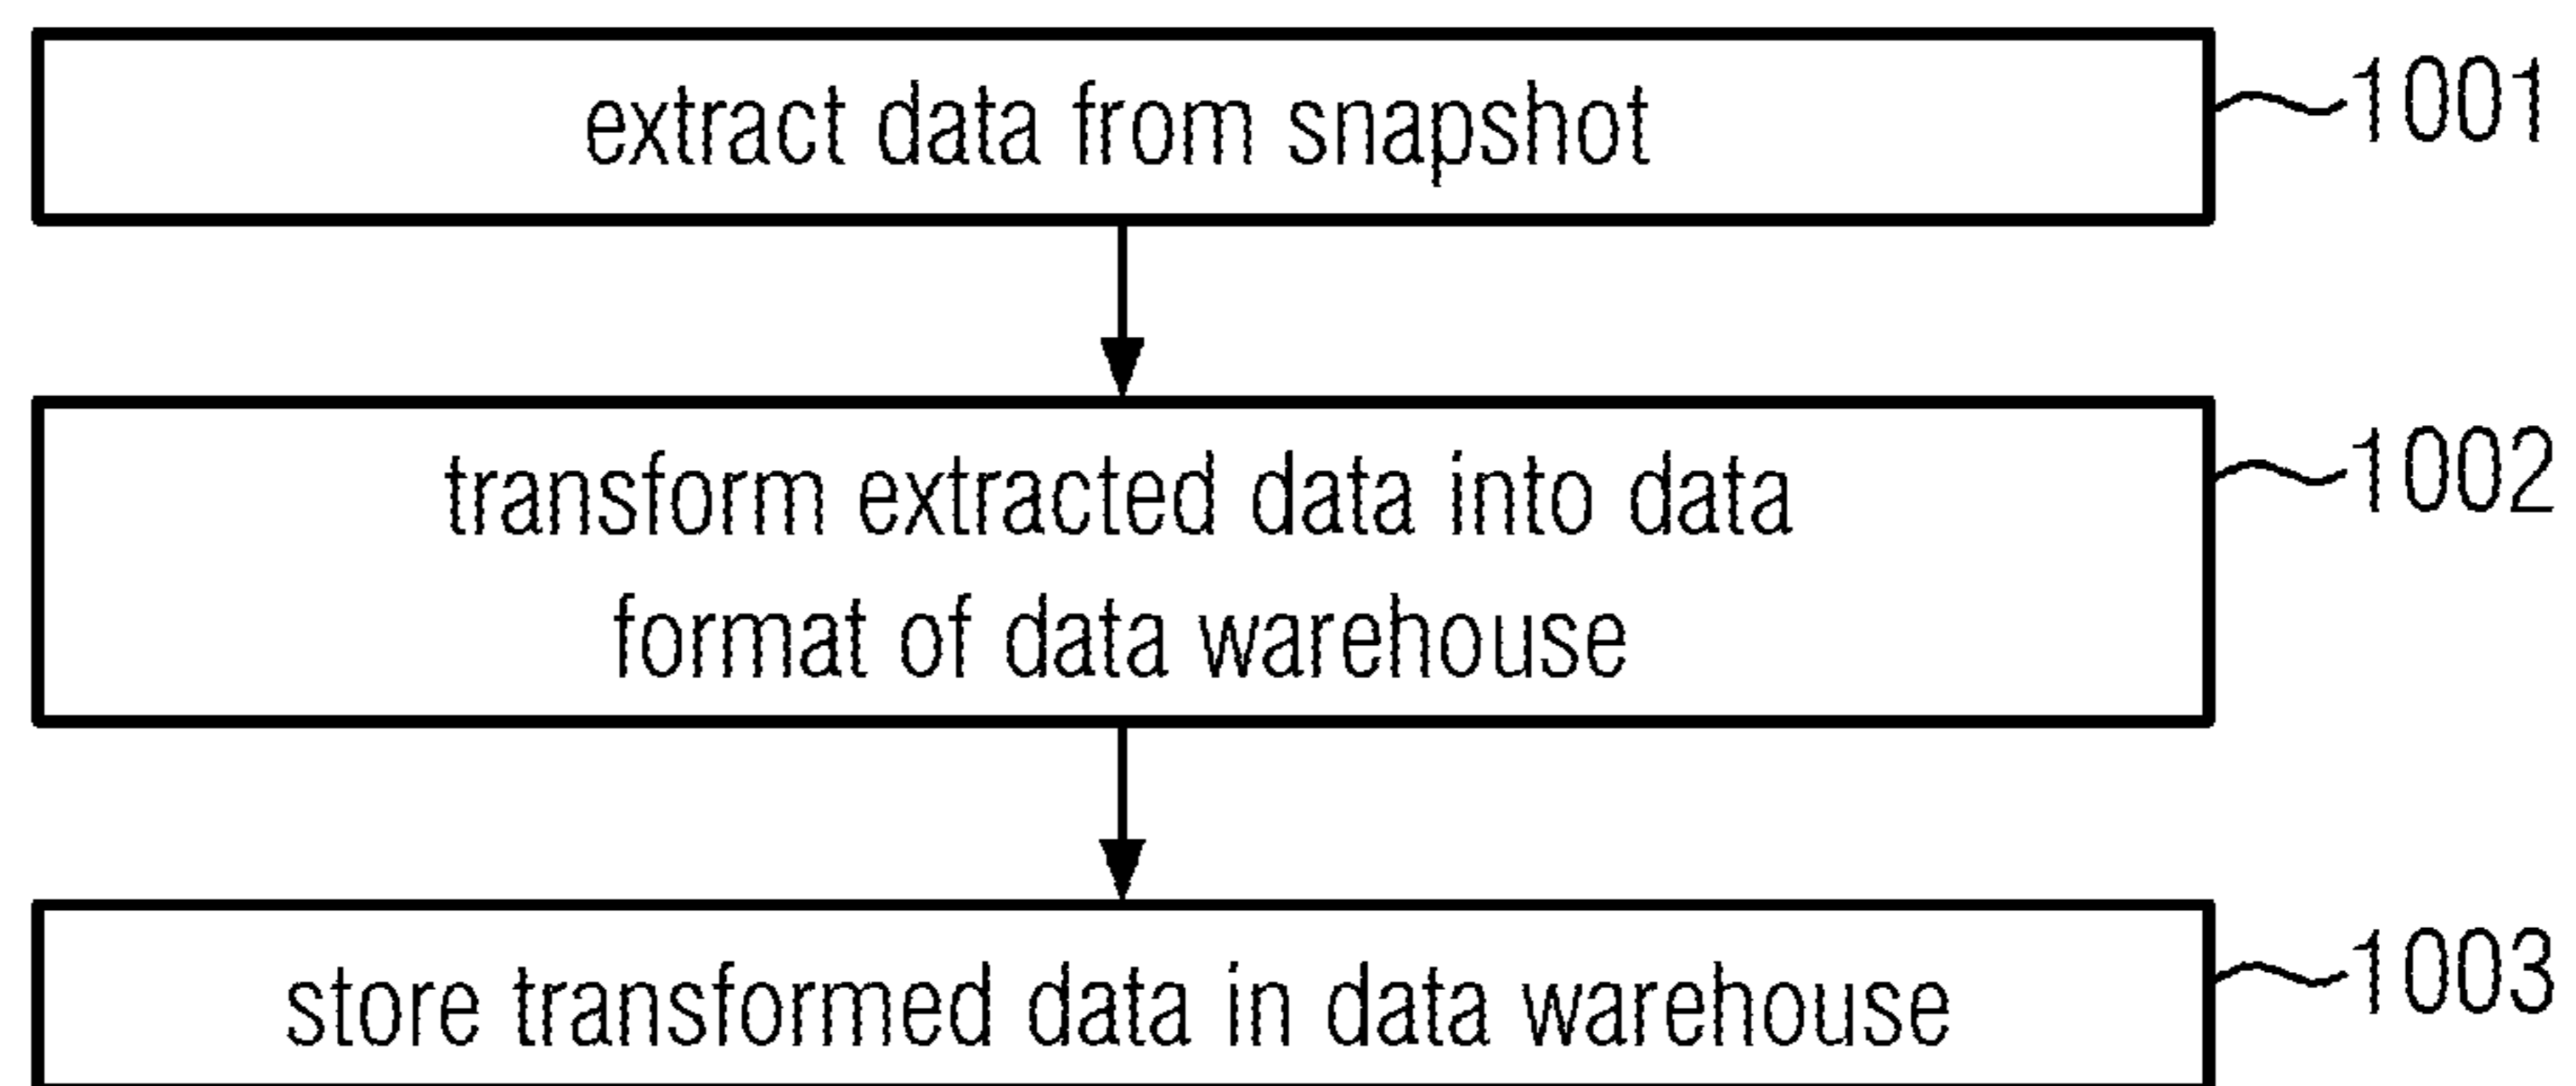 extract data from snapshot
1001
transform extracted data into data
1002
format of data warehouse
store transformed data in data warehouse
1003